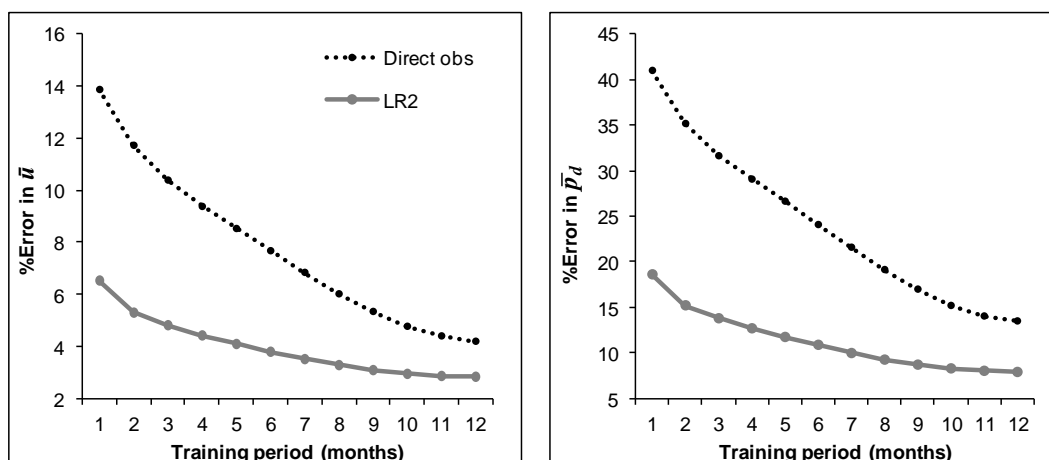 %Error in ū
16
14
12
10
8
6
4
2
Direct obs
LR2
1 2 3 4 5 6 7 8 9 10 11 12
Training period (months)
%Error in p̄d
45
40
35
30
25
20
15
10
5
1 2 3 4 5 6 7 8 9 10 11 12
Training period (months)